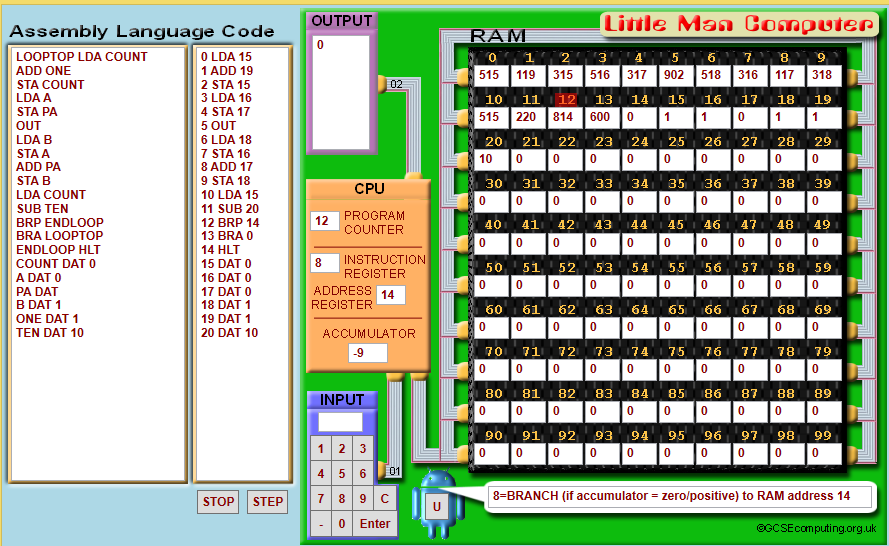 Assembly Language Code
LOOPTOP LDA COUNT
ADD ONE
STA COUNT
LDA A
STA PA
OUT
LDA B
STA A
ADD PA
STA B
LDA COUNT
SUB TEN
BRP ENDLOOP
BRA LOOPTOP
ENDLOOP HLT
COUNT DAT 0
A DAT 0
PA DAT
B DAT 1
ONE DAT 1
TEN DAT 10
0 LDA 15
1 ADD 19
2 STA 15
3 LDA 16
4 STA 17
5 OUT
6 LDA 18
7 STA 16
8 ADD 17
9 STA 18
10 LDA 15
11 SUB 20
12 BRP 14
13 BRA 0
14 HLT
15 DAT 0
16 DAT 0
17 DAT 0
18 DAT 1
19 DAT 1
20 DAT 10
STOP STEP
OUTPUT
0
02
CPU
12 PROGRAM
COUNTER
8 INSTRUCTION
REGISTER
ADDRESS
REGISTER 14
ACCUMULATOR
-9
INPUT
1 2 3
4 5 6
7 8 9 C
- 0 Enter
01
Little Man Computer
RAM
0 1 2 3 4 5 6 7 8 9
515 119 315 516 317 902 518 316 117 318
10 11 12 13 14 15 16 17 18 19
515 220 814 600 0 1 1 0 1 1
20 21 22 23 24 25 26 27 28 29
10 0 0 0 0 0 0 0 0 0
30 31 32 33 34 35 36 37 38 39
0 0 0 0 0 0 0 0 0 0
40 41 42 43 44 45 46 47 48 49
0 0 0 0 0 0 0 0 0 0
50 51 52 53 54 55 56 57 58 59
0 0 0 0 0 0 0 0 0 0
60 61 62 63 64 65 66 67 68 69
0 0 0 0 0 0 0 0 0 0
70 71 72 73 74 75 76 77 78 79
0 0 0 0 0 0 0 0 0 0
80 81 82 83 84 85 86 87 88 89
0 0 0 0 0 0 0 0 0 0
90 91 92 93 94 95 96 97 98 99
0 0 0 0 0 0 0 0 0 0
U
8=BRANCH (if accumulator = zero/positive) to RAM address 14
©GCSEcomputing.org.uk